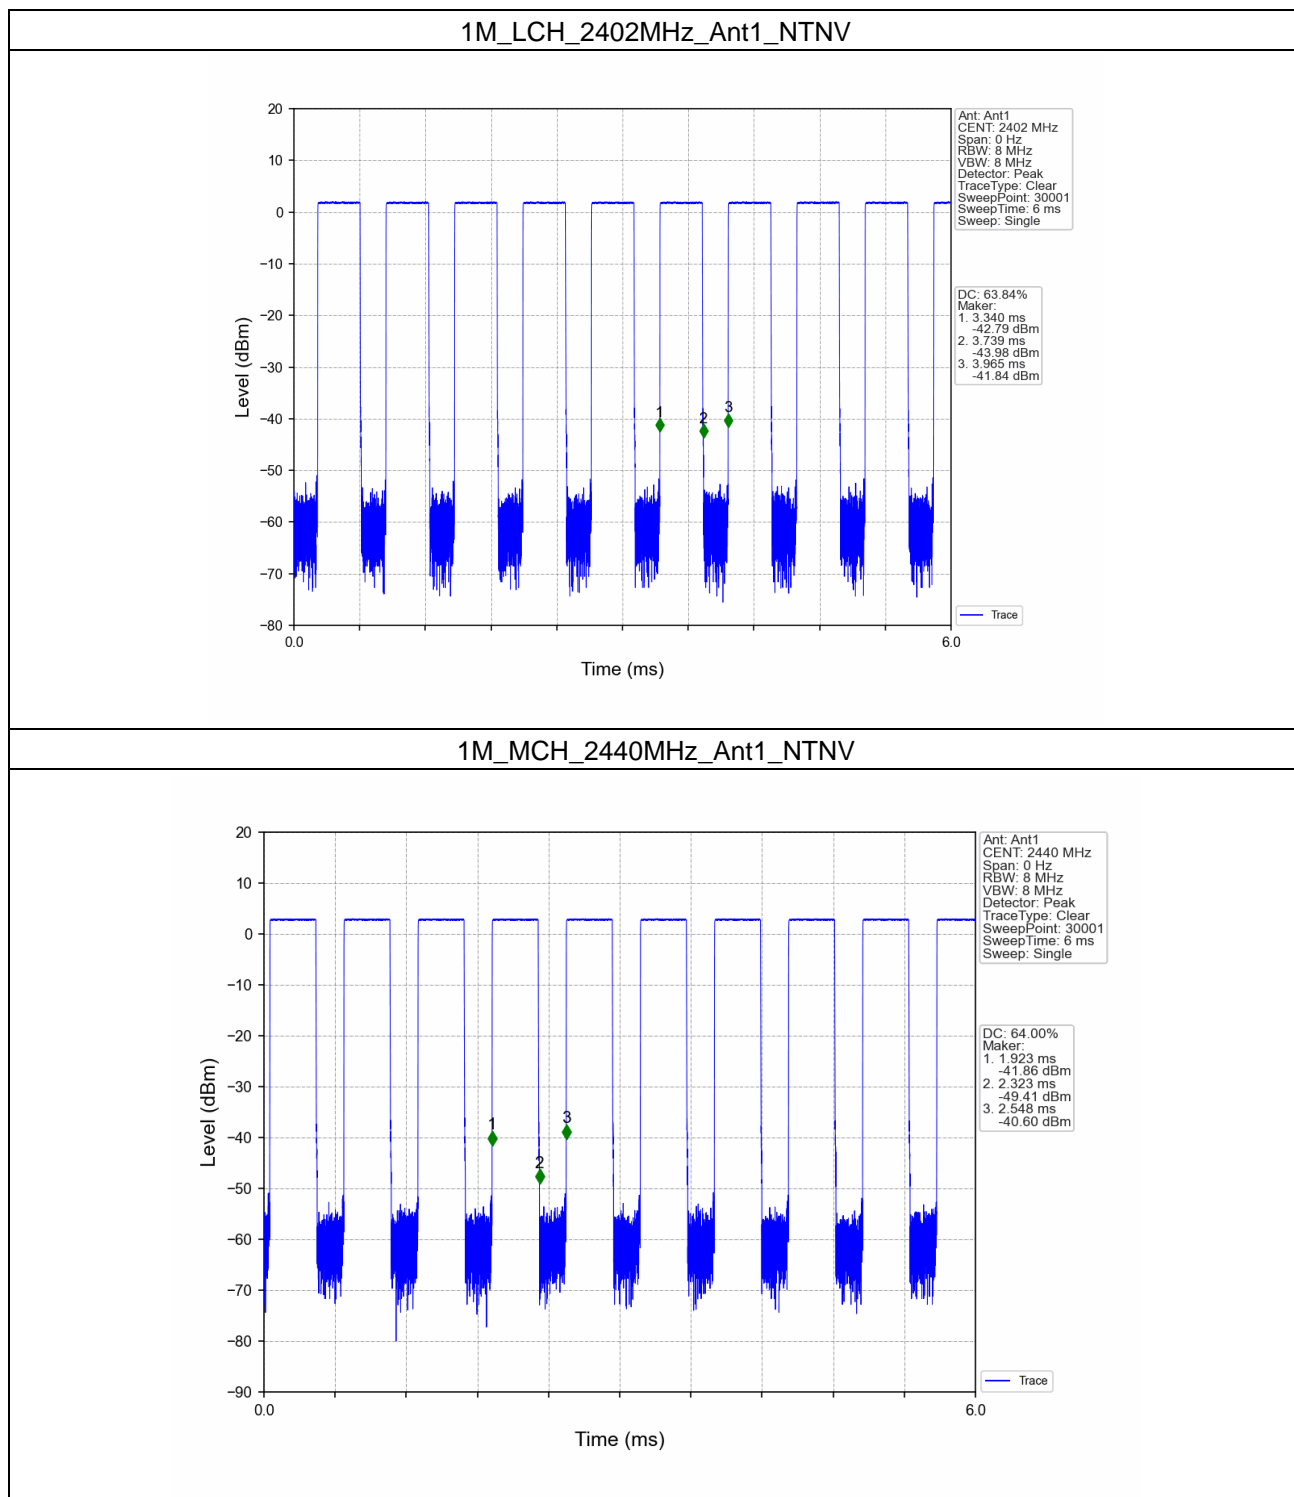 1M_LCH_2402MHz_Ant1_NTNV
20
10
0
−10
−20
−30
−40
−50
−60
−70
−80
Level (dBm)
0.0
6.0
Time (ms)
1
2
3
Ant: Ant1
CENT: 2402 MHz
Span: 0 Hz
RBW: 8 MHz
VBW: 8 MHz
Detector: Peak
TraceType: Clear
SweepPoint: 30001
SweepTime: 6 ms
Sweep: Single
DC: 63.84%
Maker:
1. 3.340 ms
-42.79 dBm
2. 3.739 ms
-43.98 dBm
3. 3.965 ms
-41.84 dBm
Trace
1M_MCH_2440MHz_Ant1_NTNV
20
10
0
−10
−20
−30
−40
−50
−60
−70
−80
−90
Level (dBm)
0.0
6.0
Time (ms)
1
2
3
Ant: Ant1
CENT: 2440 MHz
Span: 0 Hz
RBW: 8 MHz
VBW: 8 MHz
Detector: Peak
TraceType: Clear
SweepPoint: 30001
SweepTime: 6 ms
Sweep: Single
DC: 64.00%
Maker:
1. 1.923 ms
-41.86 dBm
2. 2.323 ms
-49.41 dBm
3. 2.548 ms
-40.60 dBm
Trace